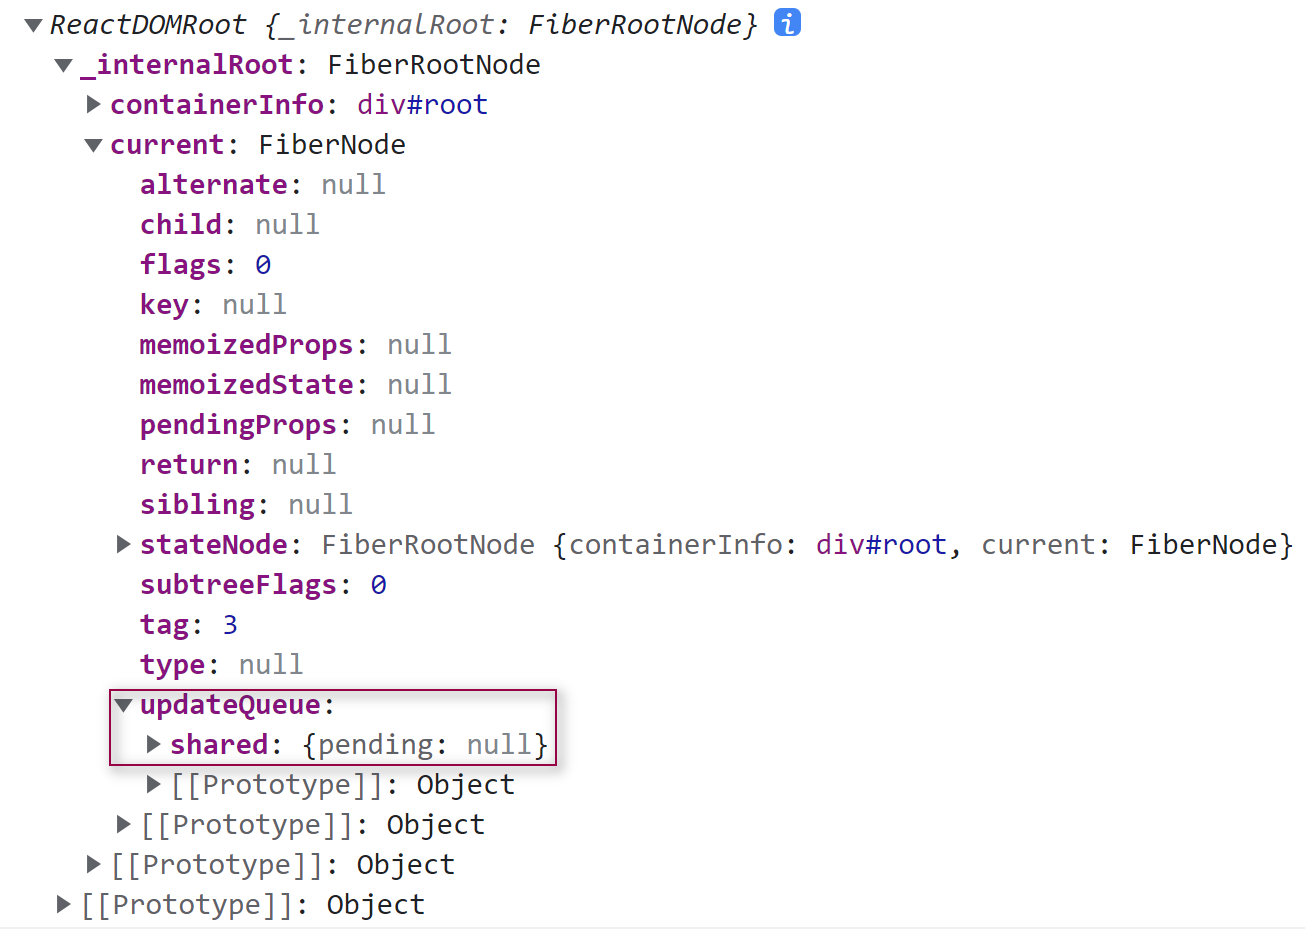 ReactDOMRoot {_internalRoot: FiberRootNode} i
_internalRoot: FiberRootNode
containerInfo: div#root
current: FiberNode
alternate: null
child: null
flags: 0
key: null
memoizedProps: null
memoizedState: null
pendingProps: null
return: null
sibling: null
stateNode: FiberRootNode {containerInfo: div#root, current: FiberNode}
subtreeFlags: 0
tag: 3
type: null
updateQueue:
shared: {pending: null}
[[Prototype]]: Object
[[Prototype]]: Object
[[Prototype]]: Object
[[Prototype]]: Object